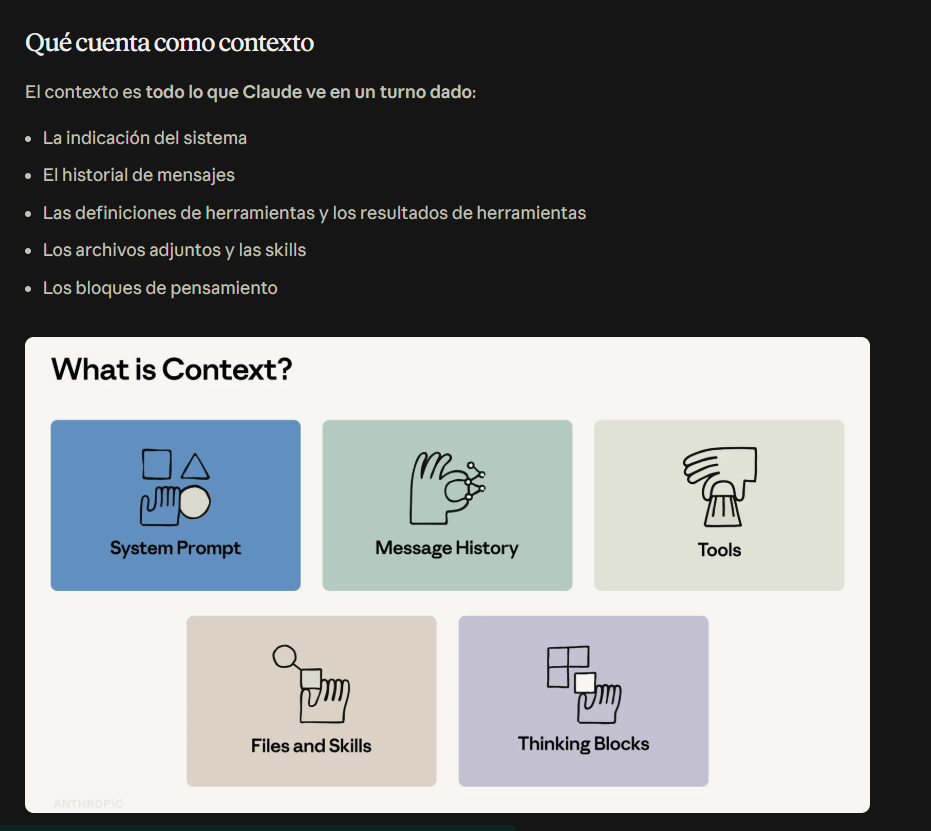 Qué cuenta como contexto
El contexto es todo lo que Claude ve en un turno dado:
La indicación del sistema
El historial de mensajes
Las definiciones de herramientas y los resultados de herramientas
Los archivos adjuntos y las skills
Los bloques de pensamiento
What is Context?
System Prompt
Message History
Tools
Files and Skills
Thinking Blocks
ANTHROP\C